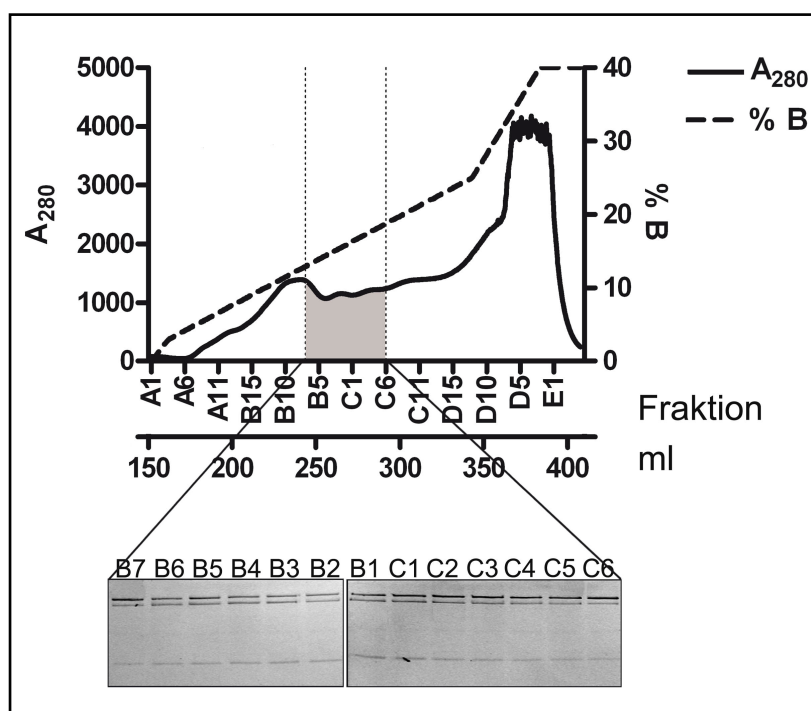 5000
4000
3000
2000
1000
0
A280
40
30
20
10
0
% B
A280
% B
A1 A6 A11 B15 B10 B5 C1 C6 C11 D15 D10 D5 E1
Fraktion
150 200 250 300 350 400
ml
B7 B6 B5 B4 B3 B2 B1 C1 C2 C3 C4 C5 C6